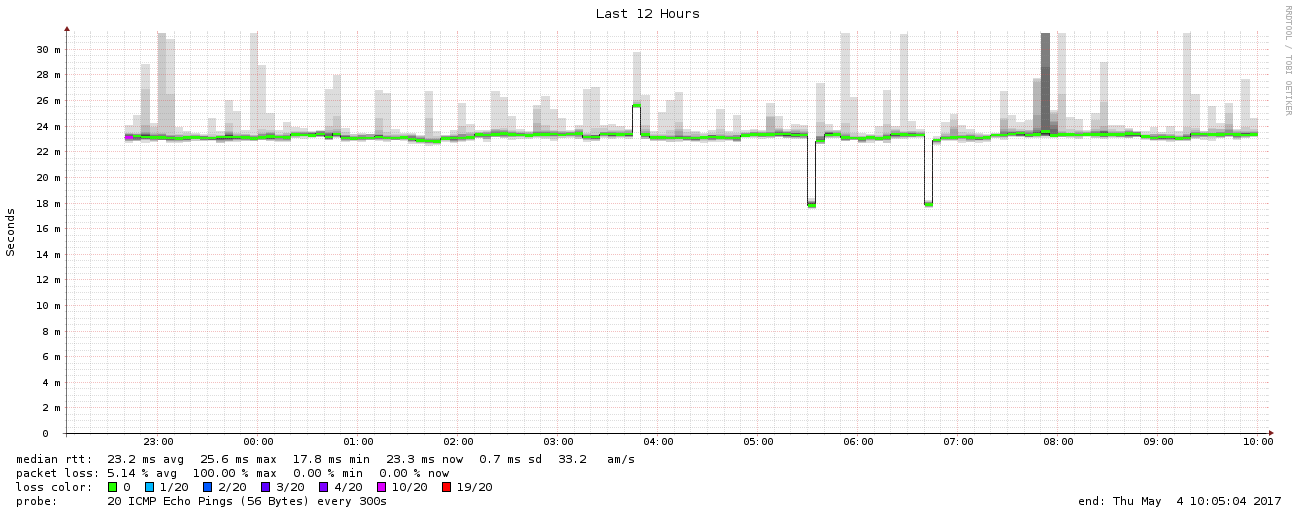 Last 12 Hours
RRDTOOL / TOBI OETIKER
Seconds
30 m
28 m
26 m
24 m
22 m
20 m
18 m
16 m
14 m
12 m
10 m
8 m
6 m
4 m
2 m
0
23:00 00:00 01:00 02:00 03:00 04:00 05:00 06:00 07:00 08:00 09:00 10:00
median rtt: 23.2 ms avg 25.6 ms max 17.8 ms min 23.3 ms now 0.7 ms sd 33.2 am/s
packet loss: 5.14 % avg 100.00 % max 0.00 % min 0.00 % now
loss color: 0 1/20 2/20 3/20 4/20 10/20 19/20
probe: 20 ICMP Echo Pings (56 Bytes) every 300s end: Thu May 4 10:05:04 2017